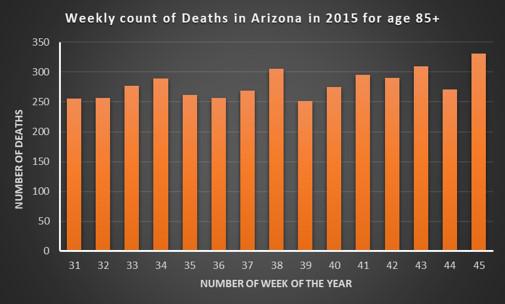 Weekly count of Deaths in Arizona in 2015 for age 85+
350
300
250
200
150
100
50
0
NUMBER OF DEATHS
31 32 33 34 35 36 37 38 39 40 41 42 43 44 45
NUMBER OF WEEK OF THE YEAR